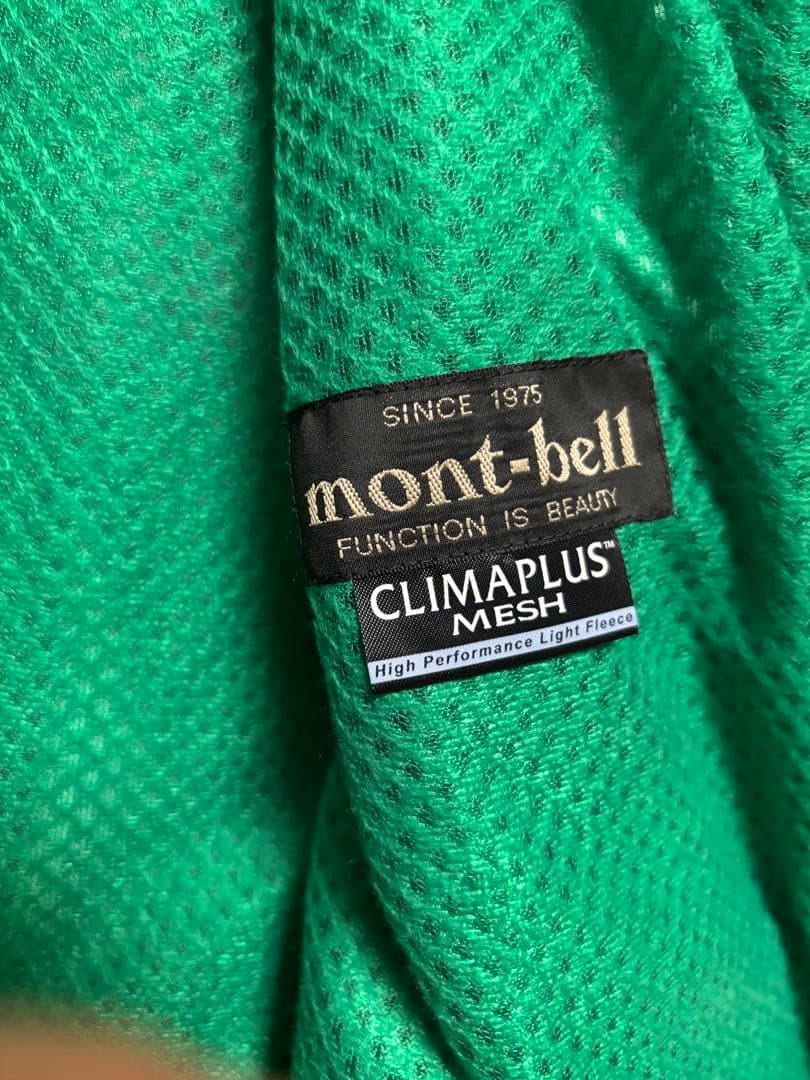 SINCE 1975
mont-bell
FUNCTION IS BEAUTY
CLIMAPLUS™
MESH
High Performance Light Fleece